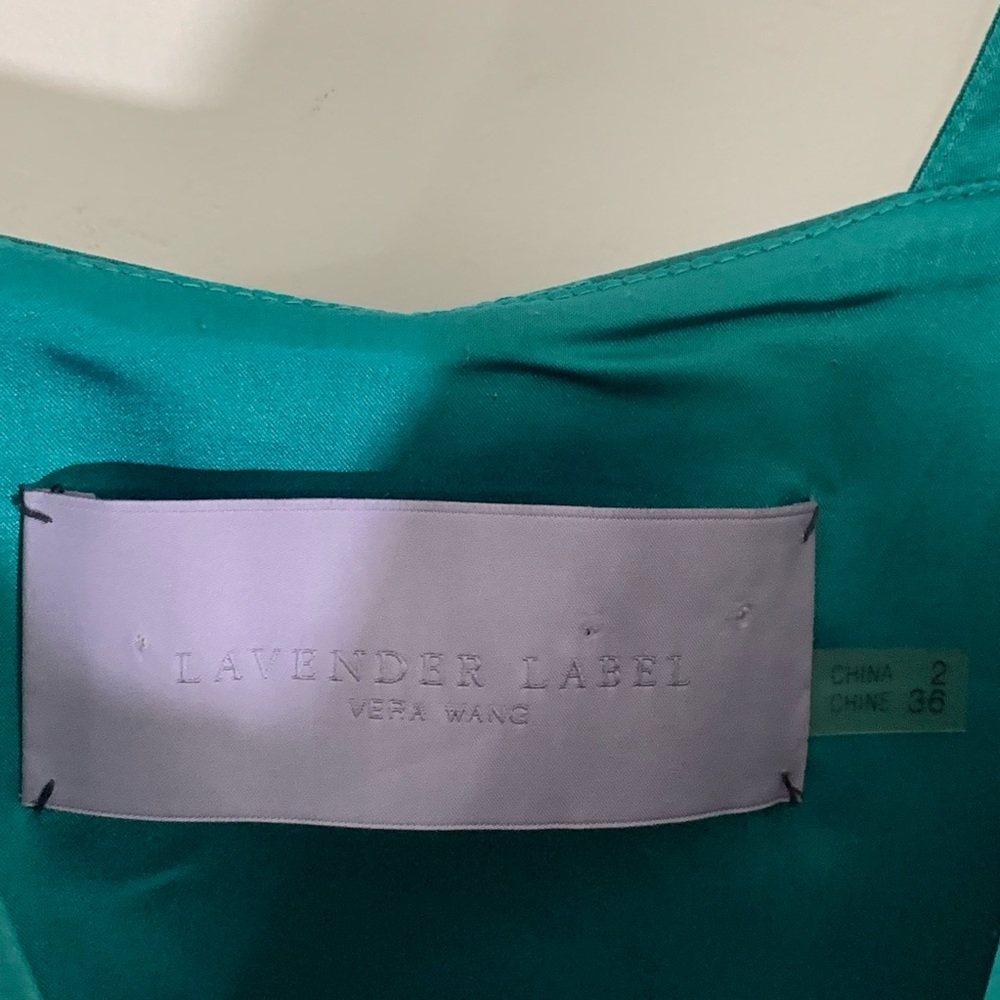 LAVENDER LABEL
VERA WANG
CHINA 2
CHINE 36